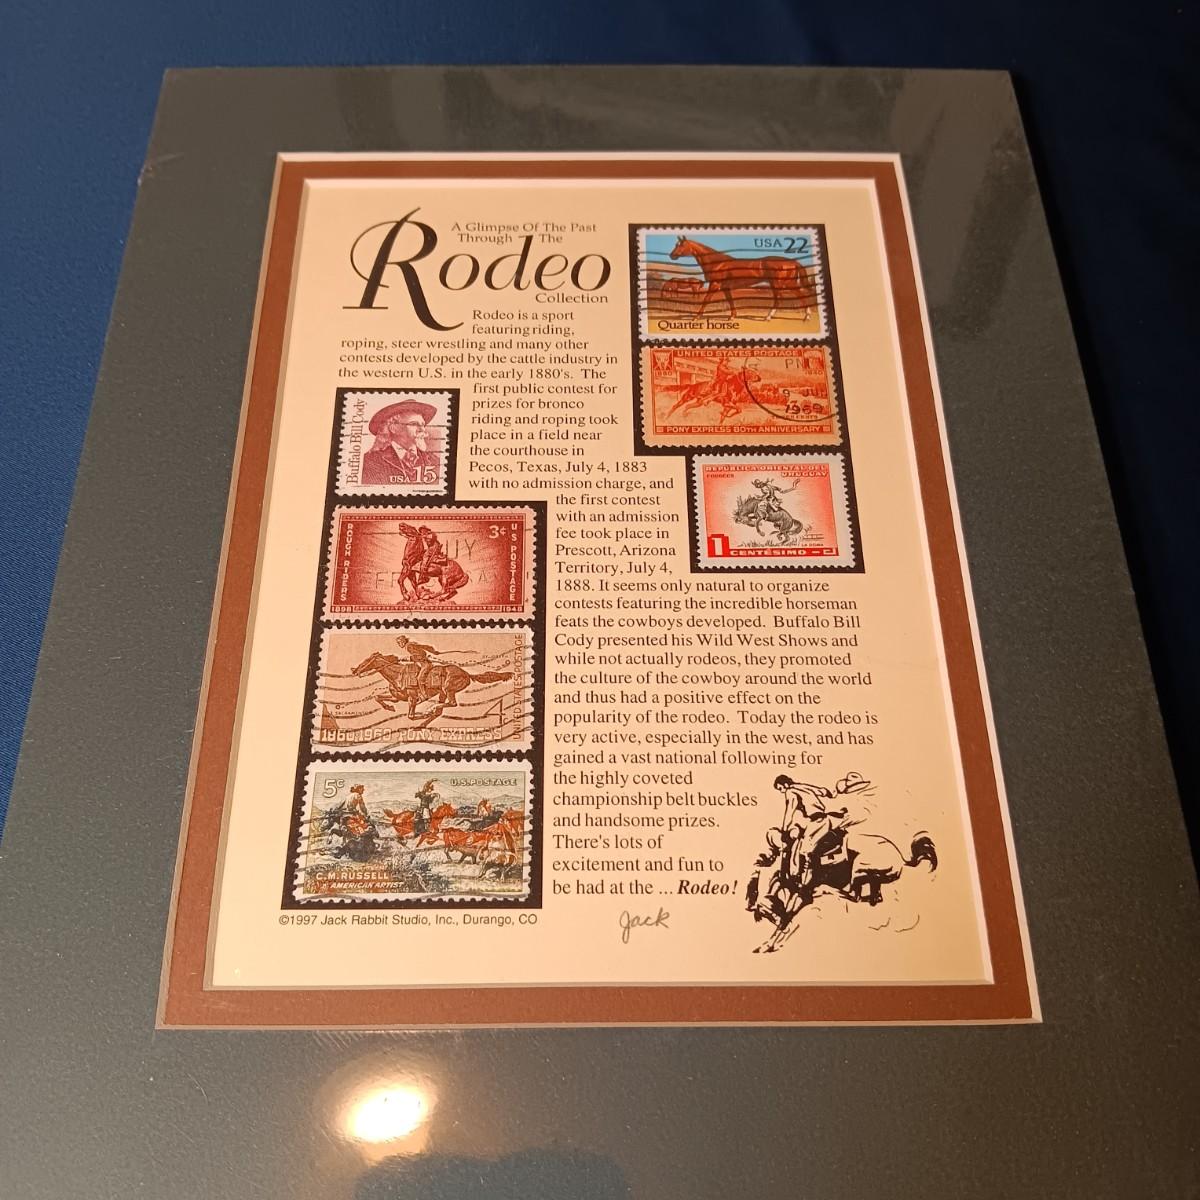 A Glimpse Of The Past
Through The
Rodeo
Collection
Rodeo is a sport
featuring riding,
roping, steer wrestling and many other
contests developed by the cattle industry in
the western U.S. in the early 1880's. The
first public contest for
prizes for bronco
riding and roping took
place in a field near
the courthouse in
Pecos, Texas, July 4, 1883
with no admission charge, and
the first contest
with an admission
fee took place in
Prescott, Arizona
Territory, July 4,
1888. It seems only natural to organize
contests featuring the incredible horseman
feats the cowboys developed. Buffalo Bill
Cody presented his Wild West Shows and
while not actually rodeos, they promoted
the culture of the cowboy around the world
and thus had a positive effect on the
popularity of the rodeo. Today the rodeo is
very active, especially in the west, and has
gained a vast national following for
the highly coveted
championship belt buckles
and handsome prizes.
There's lots of
excitement and fun to
be had at the ... Rodeo!
©1997 Jack Rabbit Studio, Inc., Durango, CO
Jack
USA 22
Quarter horse
UNITED STATES POSTAGE
1860 1940
PM
1969
PONY EXPRESS 80TH ANNIVERSARY
REPUBLICA ORIENTAL DEL
URUGUAY
CORREOS
LA DOMA
1 CENTÉSIMO
Buffalo Bill Cody
USA 15
ROUGH RIDERS
3¢
U S POSTAGE
1898 1948
UNITED STATES POSTAGE
4¢
SACRAMENTO
1860·1960 PONY EXPRESS
5¢
U.S. POSTAGE
C.M. RUSSELL
AMERICAN ARTIST